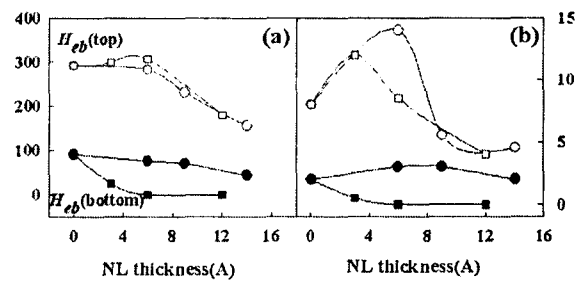 400
300
200
100
0
H_eb(top)
(a)
H_eb(bottom)
0 4 8 12 16
NL thickness(A)
(b)
15
10
5
0
0 4 8 12 16
NL thickness(A)